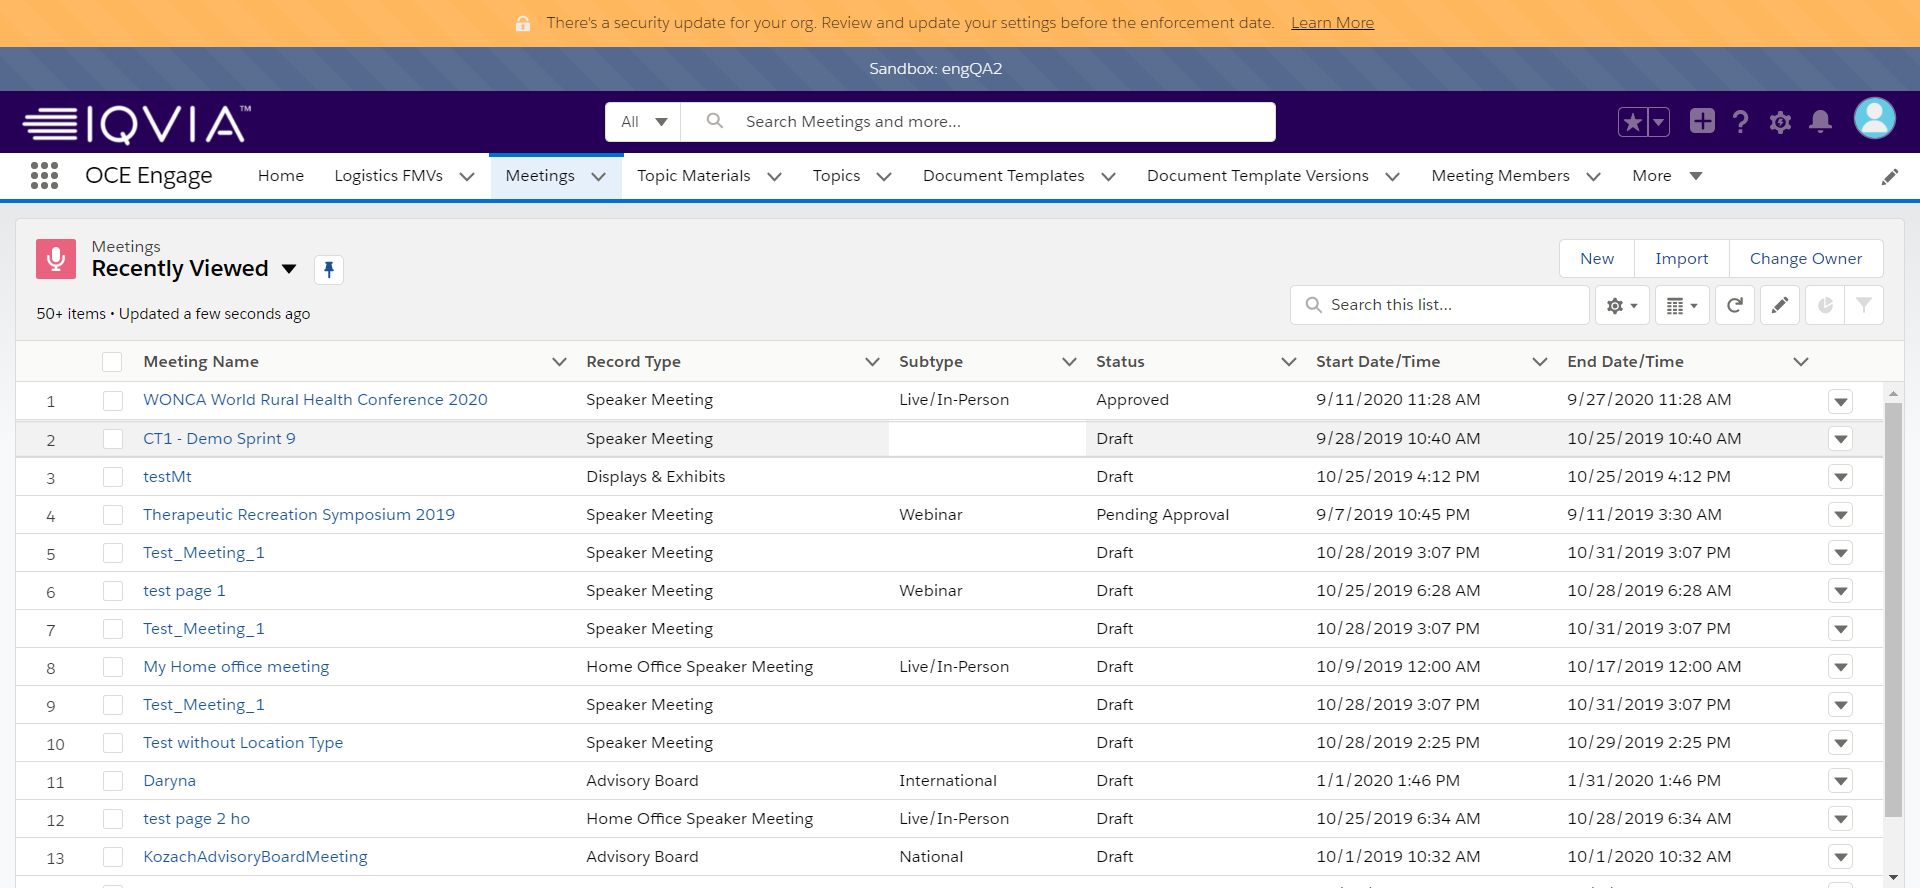 There's a security update for your org. Review and update your settings before the enforcement date. Learn More
Sandbox: engQA2
IQVIA™
All Search Meetings and more...
OCE Engage Home Logistics FMVs Meetings Topic Materials Topics Document Templates Document Template Versions Meeting Members More
Meetings
Recently Viewed
New Import Change Owner
50+ items • Updated a few seconds ago
Search this list...
Meeting Name Record Type Subtype Status Start Date/Time End Date/Time
1 WONCA World Rural Health Conference 2020 Speaker Meeting Live/In-Person Approved 9/11/2020 11:28 AM 9/27/2020 11:28 AM
2 CT1 - Demo Sprint 9 Speaker Meeting Draft 9/28/2019 10:40 AM 10/25/2019 10:40 AM
3 testMt Displays & Exhibits Draft 10/25/2019 4:12 PM 10/25/2019 4:12 PM
4 Therapeutic Recreation Symposium 2019 Speaker Meeting Webinar Pending Approval 9/7/2019 10:45 PM 9/11/2019 3:30 AM
5 Test_Meeting_1 Speaker Meeting Draft 10/28/2019 3:07 PM 10/31/2019 3:07 PM
6 test page 1 Speaker Meeting Webinar Draft 10/25/2019 6:28 AM 10/28/2019 6:28 AM
7 Test_Meeting_1 Speaker Meeting Draft 10/28/2019 3:07 PM 10/31/2019 3:07 PM
8 My Home office meeting Home Office Speaker Meeting Live/In-Person Draft 10/9/2019 12:00 AM 10/17/2019 12:00 AM
9 Test_Meeting_1 Speaker Meeting Draft 10/28/2019 3:07 PM 10/31/2019 3:07 PM
10 Test without Location Type Speaker Meeting Draft 10/28/2019 2:25 PM 10/29/2019 2:25 PM
11 Daryna Advisory Board International Draft 1/1/2020 1:46 PM 1/31/2020 1:46 PM
12 test page 2 ho Home Office Speaker Meeting Live/In-Person Draft 10/25/2019 6:34 AM 10/28/2019 6:34 AM
13 KozachAdvisoryBoardMeeting Advisory Board National Draft 10/1/2019 10:32 AM 10/1/2020 10:32 AM